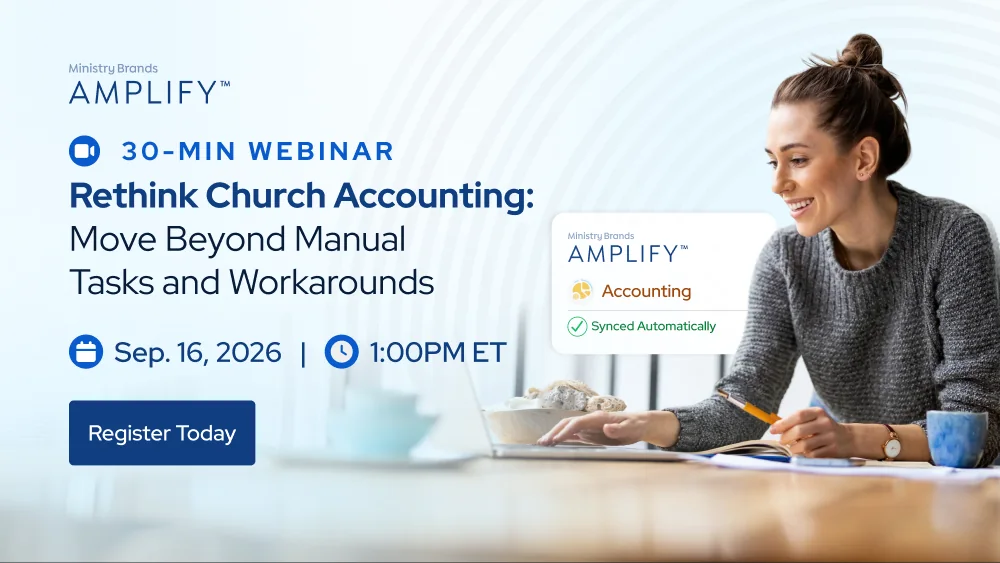 Ministry Brands
AMPLIFY™
30-MIN WEBINAR
Rethink Church Accounting:
Move Beyond Manual
Tasks and Workarounds
Sep. 16, 2026 | 1:00PM ET
Register Today
Ministry Brands
AMPLIFY™
Accounting
Synced Automatically